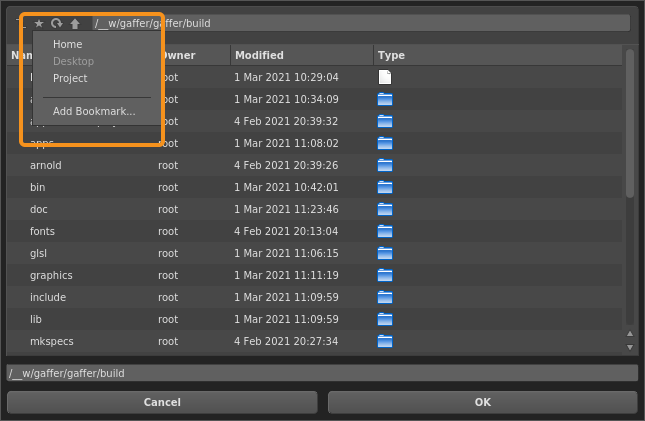 /__w/gaffer/gaffer/build
Home
Desktop
Project
Add Bookmark...
Owner Modified Type
root 1 Mar 2021 10:29:04
root 1 Mar 2021 10:34:09
root 4 Feb 2021 20:39:32
apps root 1 Mar 2021 11:08:02
arnold root 4 Feb 2021 20:39:26
bin root 1 Mar 2021 10:42:01
doc root 1 Mar 2021 11:23:46
fonts root 4 Feb 2021 20:13:04
glsl root 1 Mar 2021 11:06:15
graphics root 1 Mar 2021 11:11:19
include root 1 Mar 2021 11:09:59
lib root 1 Mar 2021 11:09:59
mkspecs root 4 Feb 2021 20:27:34
/__w/gaffer/gaffer/build
Cancel OK